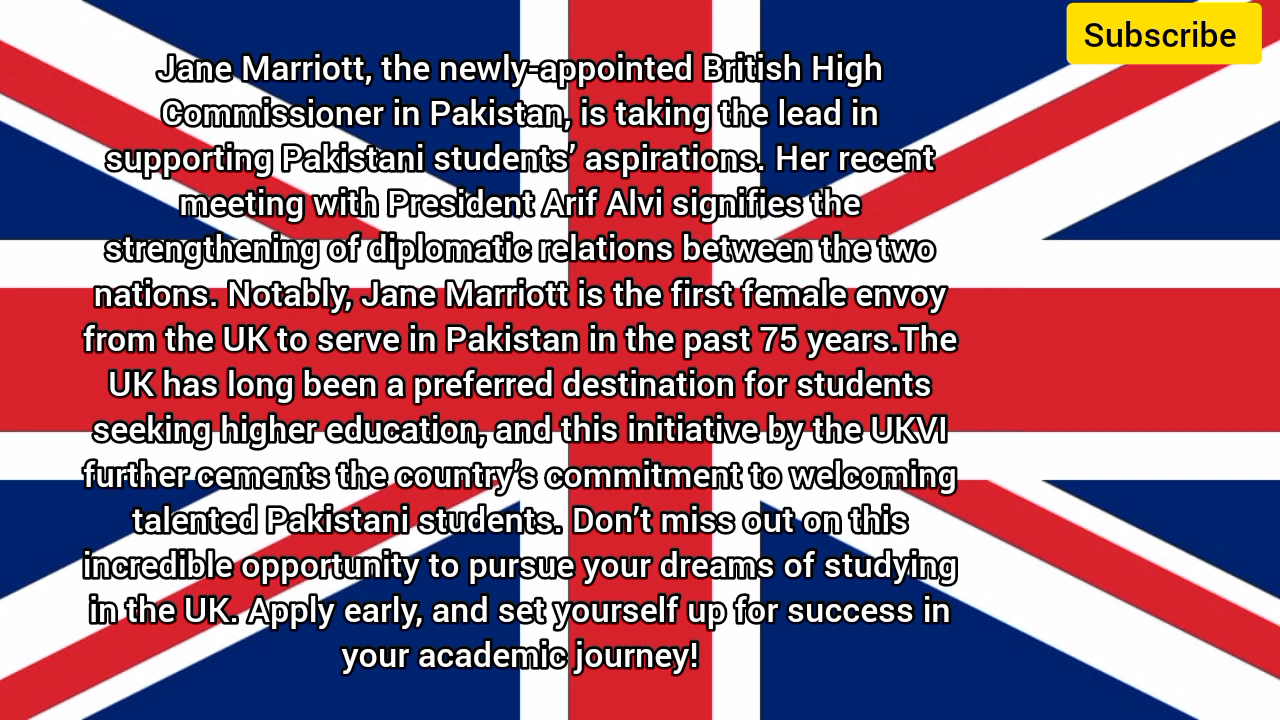 Subscribe
Jane Marriott, the newly-appointed British High
Commissioner in Pakistan, is taking the lead in
supporting Pakistani students’ aspirations. Her recent
meeting with President Arif Alvi signifies the
strengthening of diplomatic relations between the two
nations. Notably, Jane Marriott is the first female envoy
from the UK to serve in Pakistan in the past 75 years.The
UK has long been a preferred destination for students
seeking higher education, and this initiative by the UKVI
further cements the country’s commitment to welcoming
talented Pakistani students. Don’t miss out on this
incredible opportunity to pursue your dreams of studying
in the UK. Apply early, and set yourself up for success in
your academic journey!